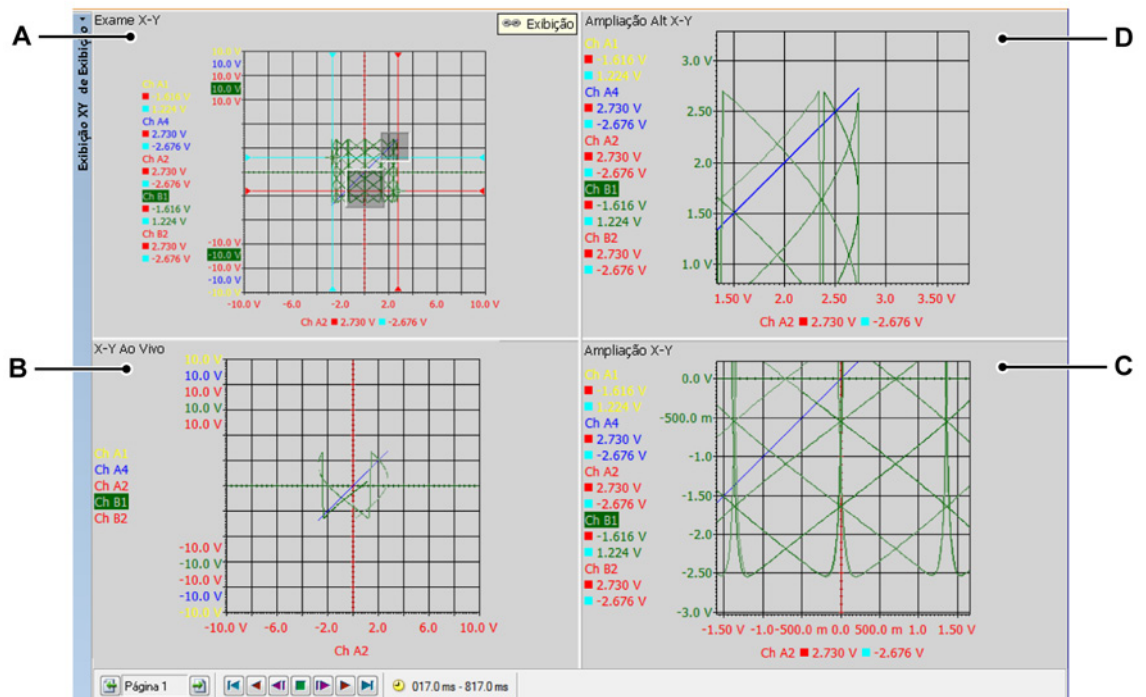 A
B
C
D
Exibição XY de Exibição
Exame X-Y
Exibição
10.0 V
10.0 V
10.0 V
10.0 V
10.0 V
Ch A1
-1.616 V
1.224 V
Ch A4
2.730 V
-2.676 V
Ch A2
2.730 V
-2.676 V
Ch B1
-1.616 V
1.224 V
Ch B2
2.730 V
-2.676 V
-10.0 V
-10.0 V
-10.0 V
-10.0 V
-10.0 V
-10.0 V -6.0 -2.0 2.0 6.0 10.0 V
Ch A2 2.730 V -2.676 V
Ampliação Alt X-Y
Ch A1
-1.616 V
1.224 V
Ch A4
2.730 V
-2.676 V
Ch A2
2.730 V
-2.676 V
Ch B1
-1.616 V
1.224 V
Ch B2
2.730 V
-2.676 V
3.0 V
2.50
2.0
1.50
1.0 V
1.50 V 2.0 2.50 3.0 3.50 V
Ch A2 2.730 V -2.676 V
X-Y Ao Vivo
10.0 V
10.0 V
10.0 V
10.0 V
10.0 V
Ch A1
Ch A4
Ch A2
Ch B1
Ch B2
-10.0 V
-10.0 V
-10.0 V
-10.0 V
-10.0 V
-10.0 V -6.0 -2.0 2.0 6.0 10.0 V
Ch A2
Ampliação X-Y
Ch A1
-1.616 V
1.224 V
Ch A4
2.730 V
-2.676 V
Ch A2
2.730 V
-2.676 V
Ch B1
-1.616 V
1.224 V
Ch B2
2.730 V
-2.676 V
0.0 V
-500.0 m
-1.0
-1.50
-2.0
-2.50
-3.0 V
-1.50 V -1.0 -500.0 m 0.0 500.0 m 1.0 1.50 V
Ch A2 2.730 V -2.676 V
Página 1
017.0 ms - 817.0 ms